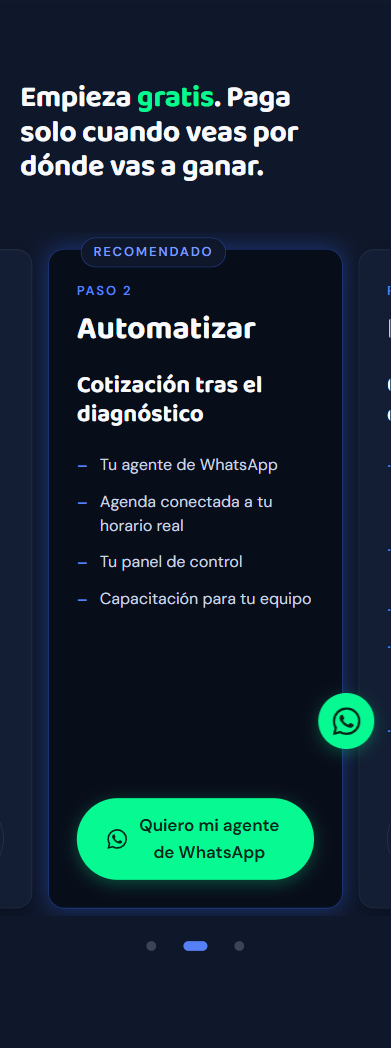 Empieza gratis. Paga
solo cuando veas por
dónde vas a ganar.
RECOMENDADO
PASO 2
Automatizar
Cotización tras el
diagnóstico
– Tu agente de WhatsApp
– Agenda conectada a tu
horario real
– Tu panel de control
– Capacitación para tu equipo
Quiero mi agente
de WhatsApp